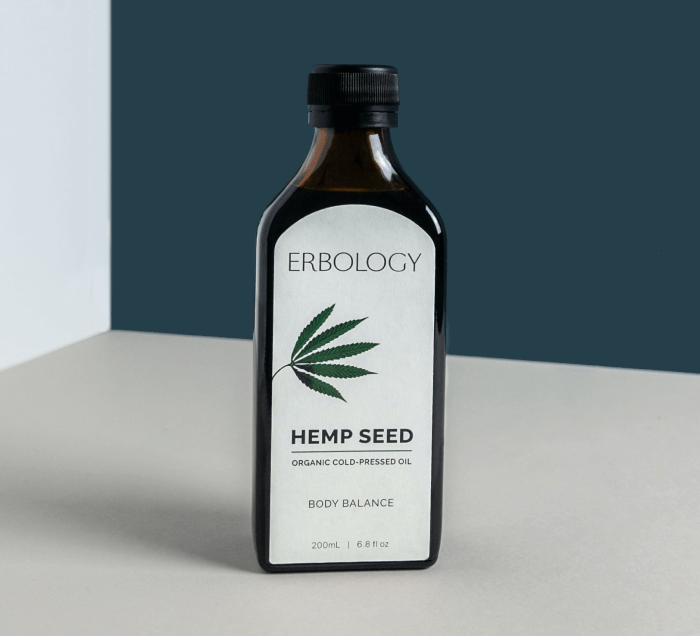 ERBOLOGY
HEMP SEED
ORGANIC COLD-PRESSED OIL
BODY BALANCE
200mL | 6.8 fl oz